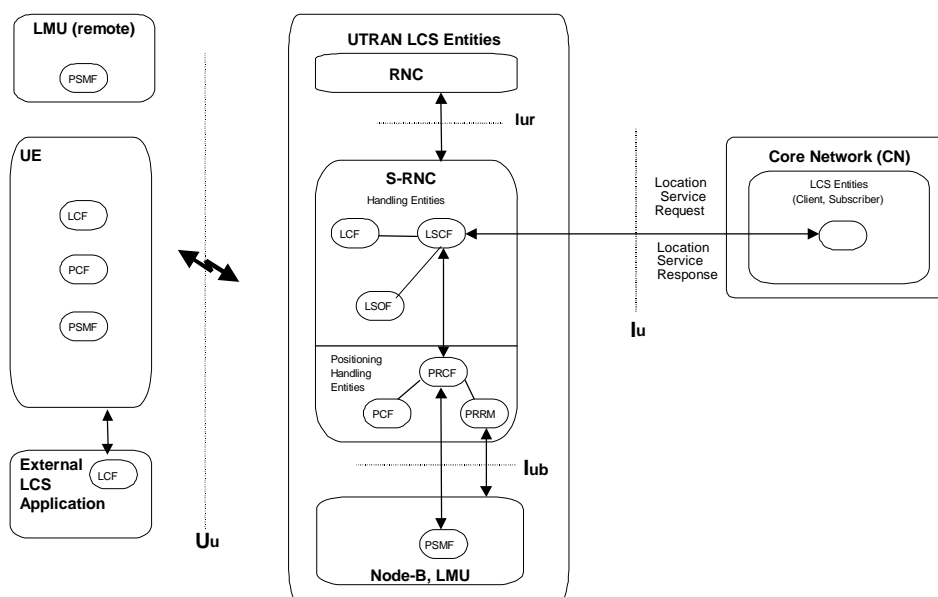 LMU (remote)
PSMF
UE
LCF
PCF
PSMF
External
LCS
Application
LCF
Uu
UTRAN LCS Entities
RNC
Iur
S-RNC
Handling Entities
LCF
LSCF
LSOF
Positioning
Handling
Entities
PRCF
PCF
PRRM
Iub
PSMF
Node-B, LMU
Location
Service
Request
Location
Service
Response
Iu
Core Network (CN)
LCS Entities
(Client, Subscriber)